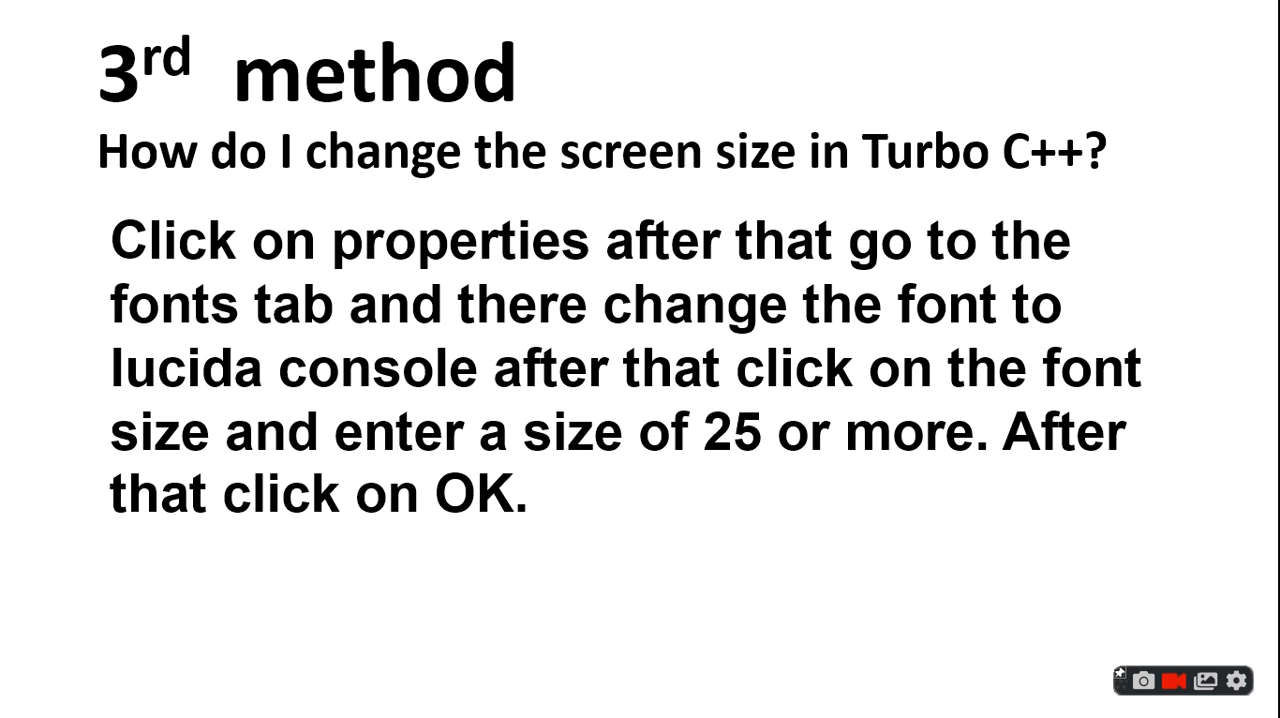 3rd method
How do I change the screen size in Turbo C++?
Click on properties after that go to the
fonts tab and there change the font to
lucida console after that click on the font
size and enter a size of 25 or more. After
that click on OK.